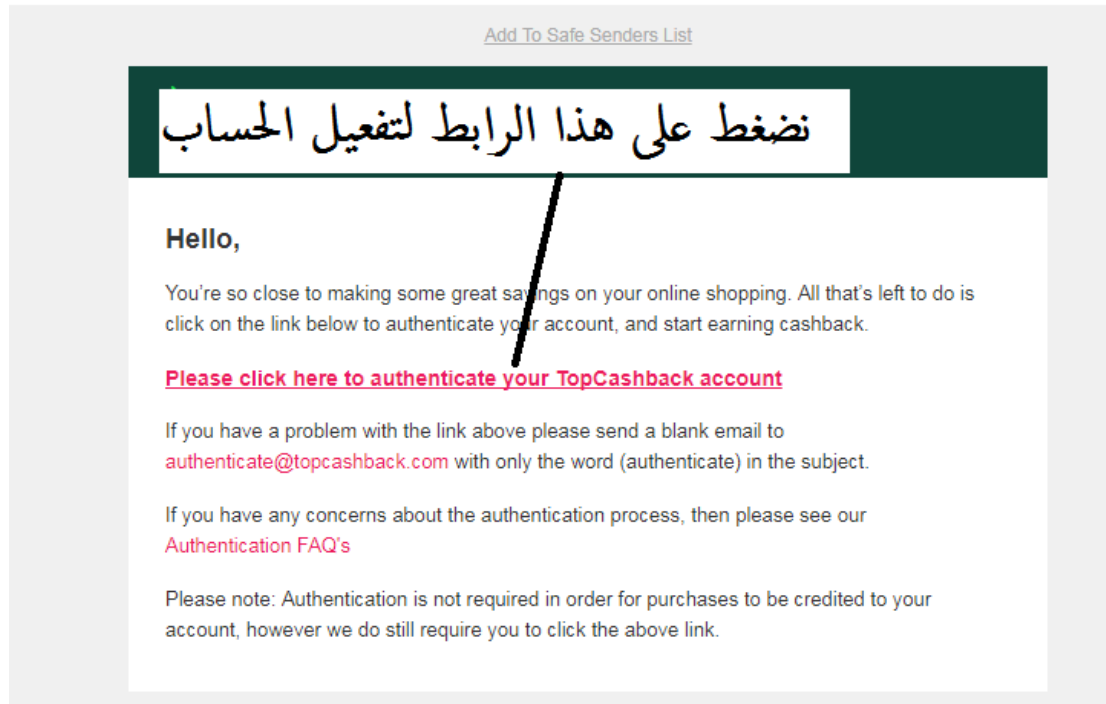 Add To Safe Senders List
نضغط على هذا الرابط لتفعيل الحساب
Hello,
You're so close to making some great savings on your online shopping. All that's left to do is
click on the link below to authenticate your account, and start earning cashback.
Please click here to authenticate your TopCashback account
If you have a problem with the link above please send a blank email to
authenticate@topcashback.com with only the word (authenticate) in the subject.
If you have any concerns about the authentication process, then please see our
Authentication FAQ's
Please note: Authentication is not required in order for purchases to be credited to your
account, however we do still require you to click the above link.